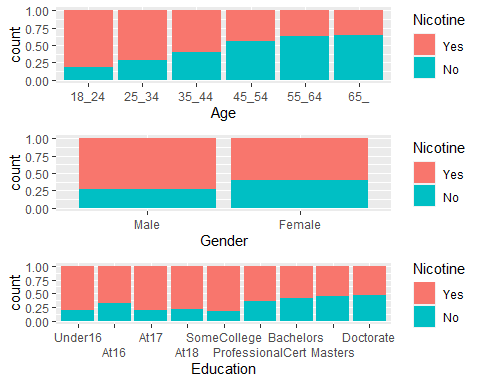 count
1.00
0.75
0.50
0.25
0.00
18_24 25_34 35_44 45_54 55_64 65_
Age
Nicotine
Yes
No
count
1.00
0.75
0.50
0.25
0.00
Male Female
Gender
Nicotine
Yes
No
count
1.00
0.75
0.50
0.25
0.00
Under16 At17 SomeCollege Bachelors Doctorate
At16 At18 ProfessionalCert Masters
Education
Nicotine
Yes
No